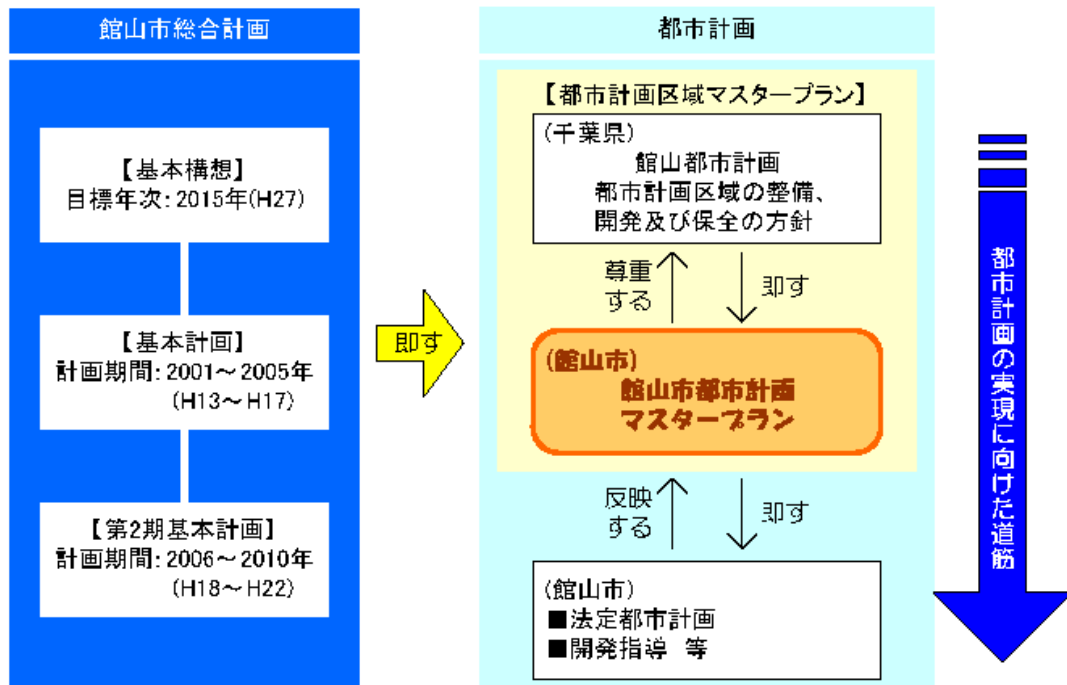 館山市総合計画
【基本構想】
目標年次:2015年(H27)
【基本計画】
計画期間:2001～2005年
(H13～H17)
【第2期基本計画】
計画期間:2006～2010年
(H18～H22)
即す
都市計画
【都市計画区域マスタープラン】
(千葉県)
館山都市計画
都市計画区域の整備、
開発及び保全の方針
尊重
する
即す
(館山市)
館山市都市計画
マスタープラン
反映
する
即す
(館山市)
■法定都市計画
■開発指導 等
都市計画の実現に向けた道筋